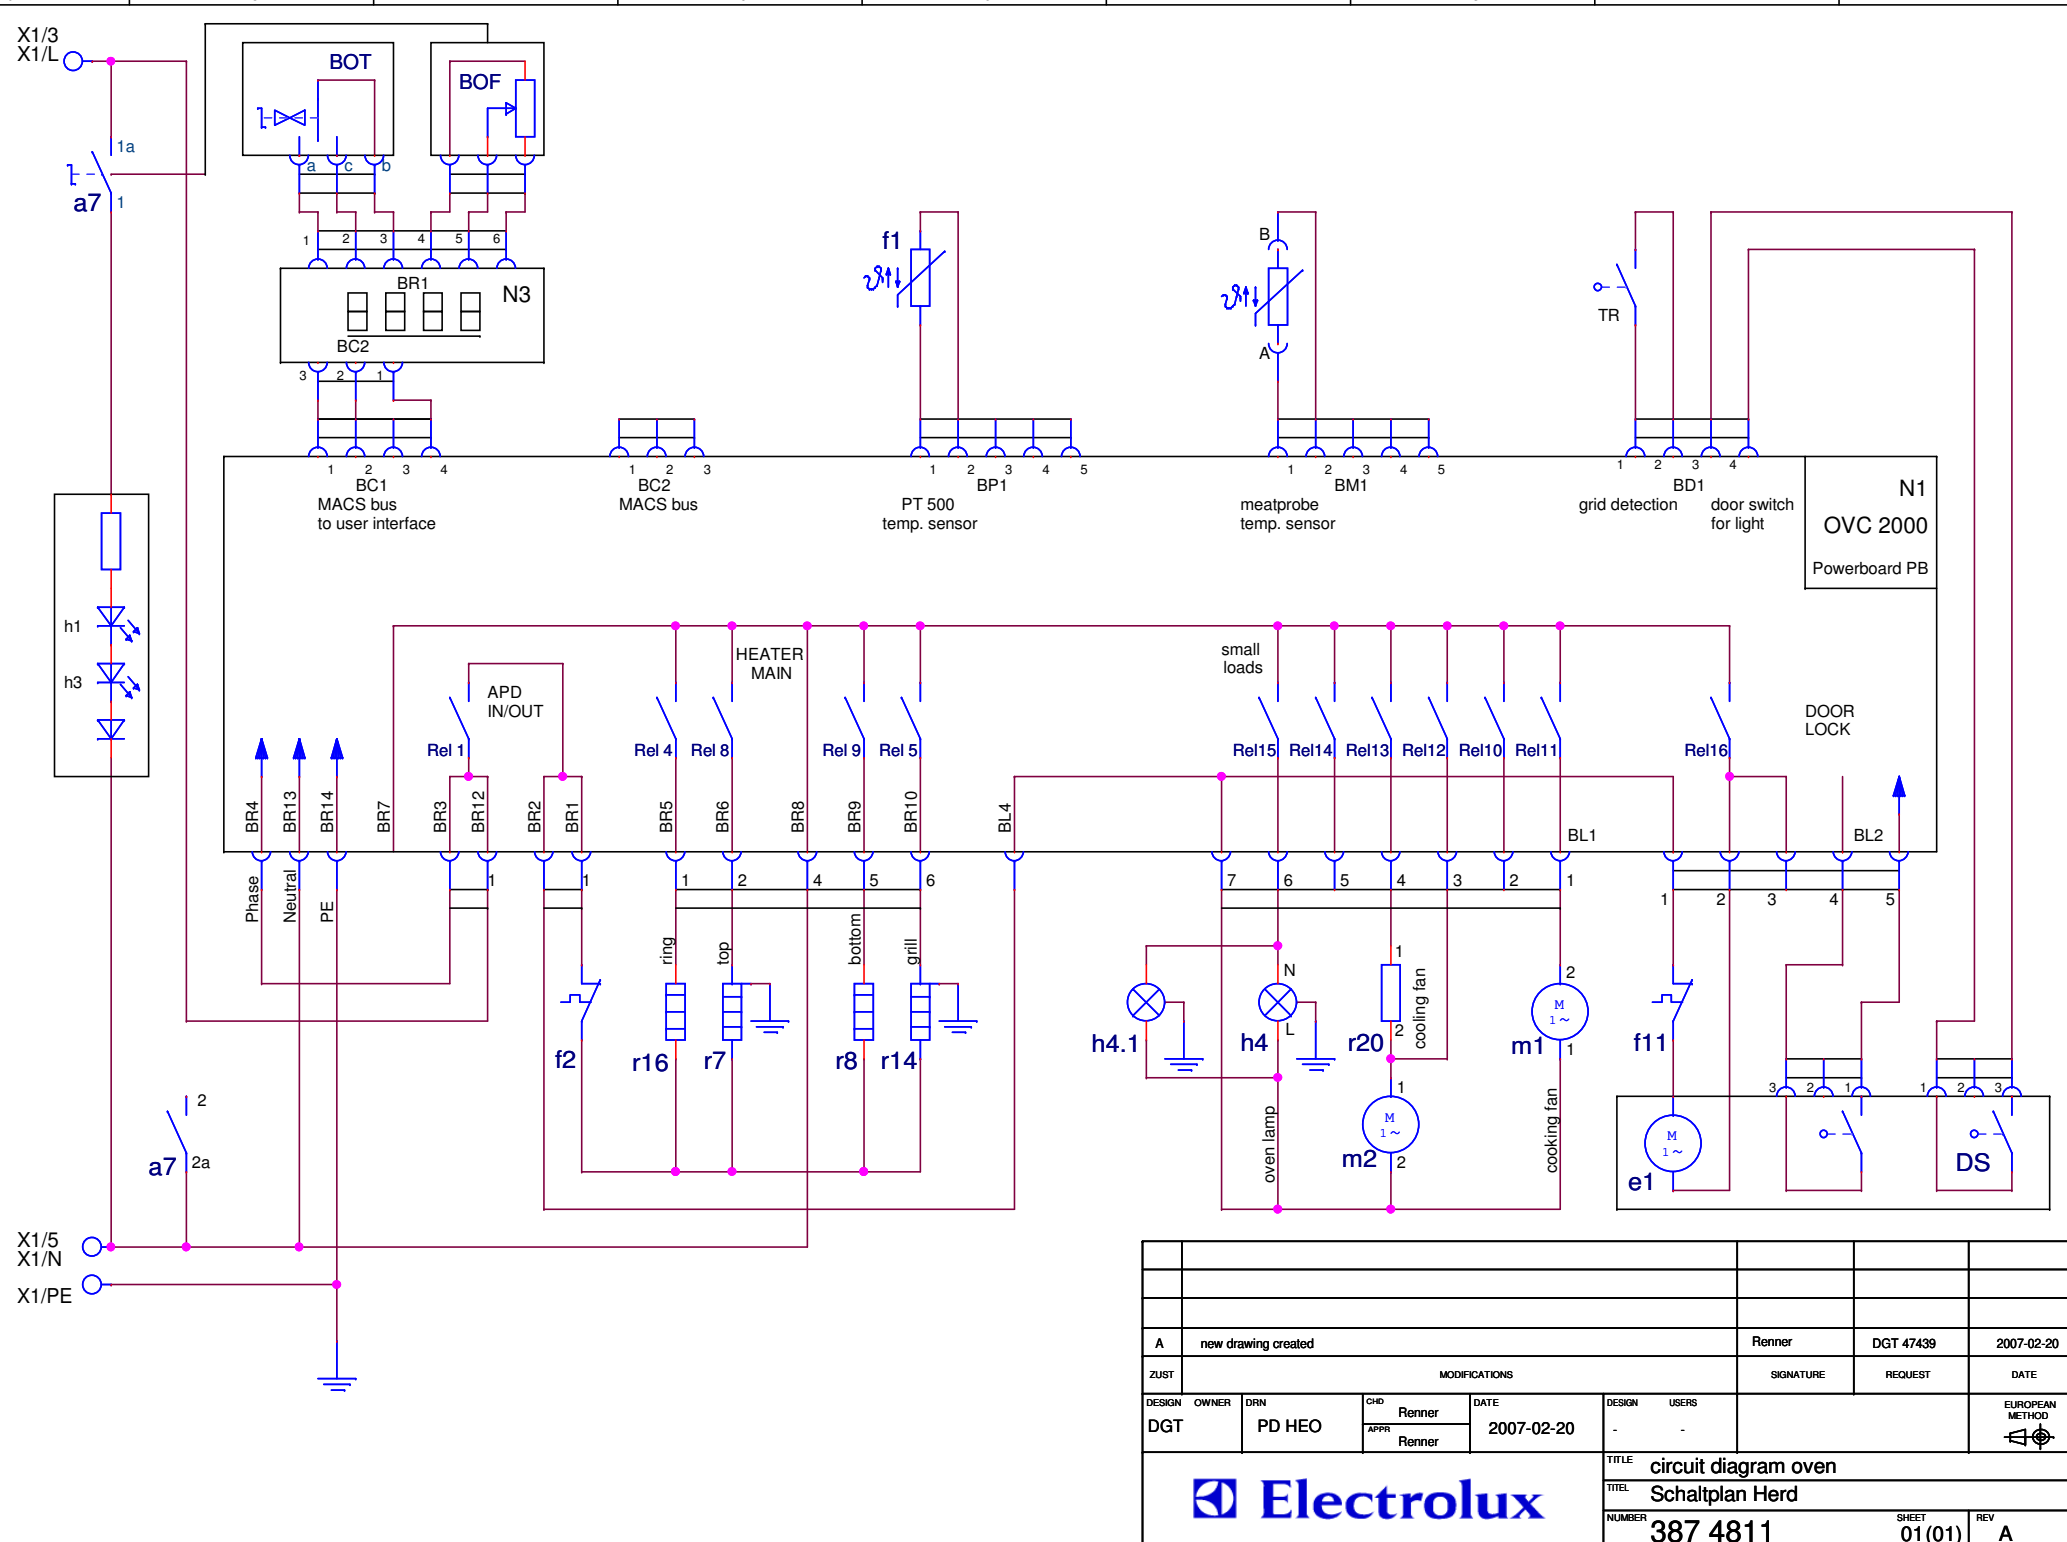 X1/3
X1/L
BOT
BOF
1a
a7
1
a c b
1 2 3 4 5 6
BR1
N3
BC2
3 2 1
f1
B
A
TR
1 2 3 4
BC1
MACS bus
to user interface
1 2 3
BC2
MACS bus
1 2 3 4 5
BP1
PT 500
temp. sensor
1 2 3 4 5
BM1
meatprobe
temp. sensor
1 2 3 4
BD1
grid detection
door switch
for light
N1
OVC 2000
Powerboard PB
h1
h3
HEATER
MAIN
small
loads
APD
IN/OUT
DOOR
LOCK
Rel 1
Rel 4
Rel 8
Rel 9
Rel 5
Rel15
Rel14
Rel13
Rel12
Rel10
Rel11
Rel16
BR4
BR13
BR14
BR7
BR3
BR12
BR2
BR1
BR5
BR6
BR8
BR9
BR10
BL4
BL1
BL2
Phase
Neutral
PE
1
1
1 2 4 5 6
7 6 5 4 3 2 1
1 2 3 4 5
ring
top
bottom
grill
f2
r16
r7
r8
r14
h4.1
N
h4
L
oven lamp
1
r20
2
cooling fan
1
M
1~
m2
2
2
M
1~
m1
1
cooking fan
f11
3 2 1
1 2 3
M
1~
e1
DS
2
a7
2a
X1/5
X1/N
X1/PE
A new drawing created Renner DGT 47439 2007-02-20
ZUST MODIFICATIONS SIGNATURE REQUEST DATE
DESIGN OWNER
DGT
DRN
PD HEO
CHD
Renner
APPR
Renner
DATE
2007-02-20
DESIGN USERS
- -
EUROPEAN
METHOD
TITLE circuit diagram oven
TITEL Schaltplan Herd
Electrolux
NUMBER 387 4811
SHEET 01(01)
REV A